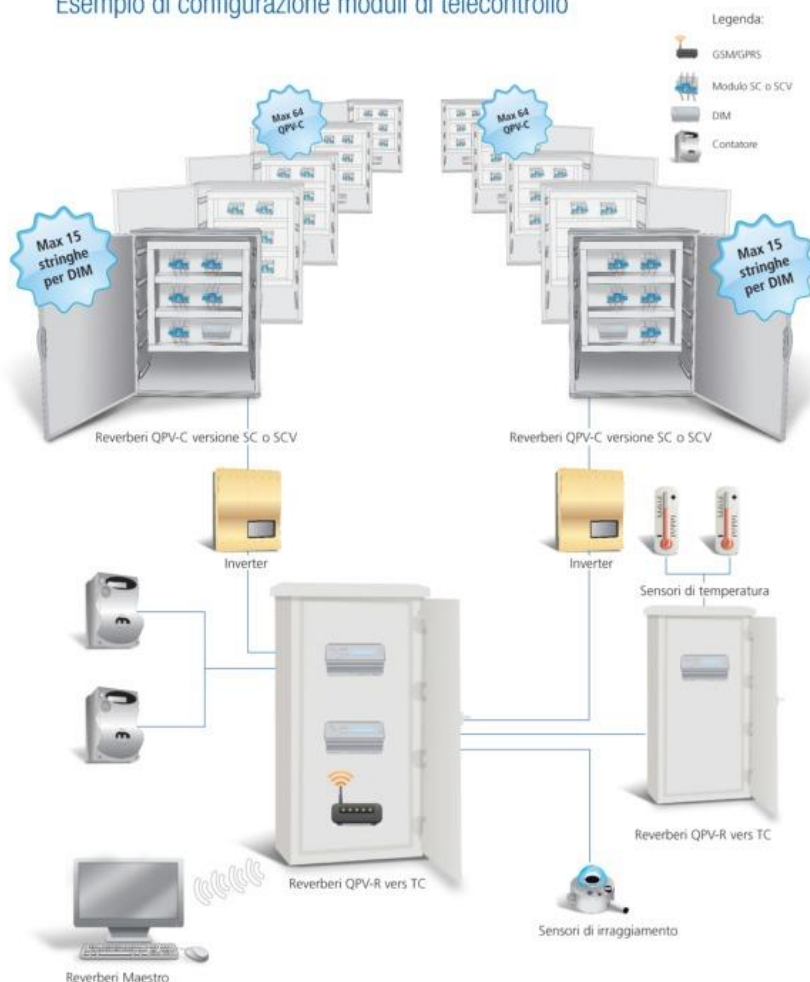 Esempio di configurazione moduli di telecontrollo
Legenda:
GSM/GPRS
Modulo SC o SCV
DIM
Contatore
Max 64
QPV-C
Max 64
QPV-C
Max 15
stringhe
per DIM
Max 15
stringhe
per DIM
Reverberi QPV-C versione SC o SCV
Reverberi QPV-C versione SC o SCV
Inverter
Inverter
Sensori di temperatura
Reverberi QPV-R vers TC
Reverberi QPV-R vers TC
Sensori di irraggiamento
Reverberi Maestro